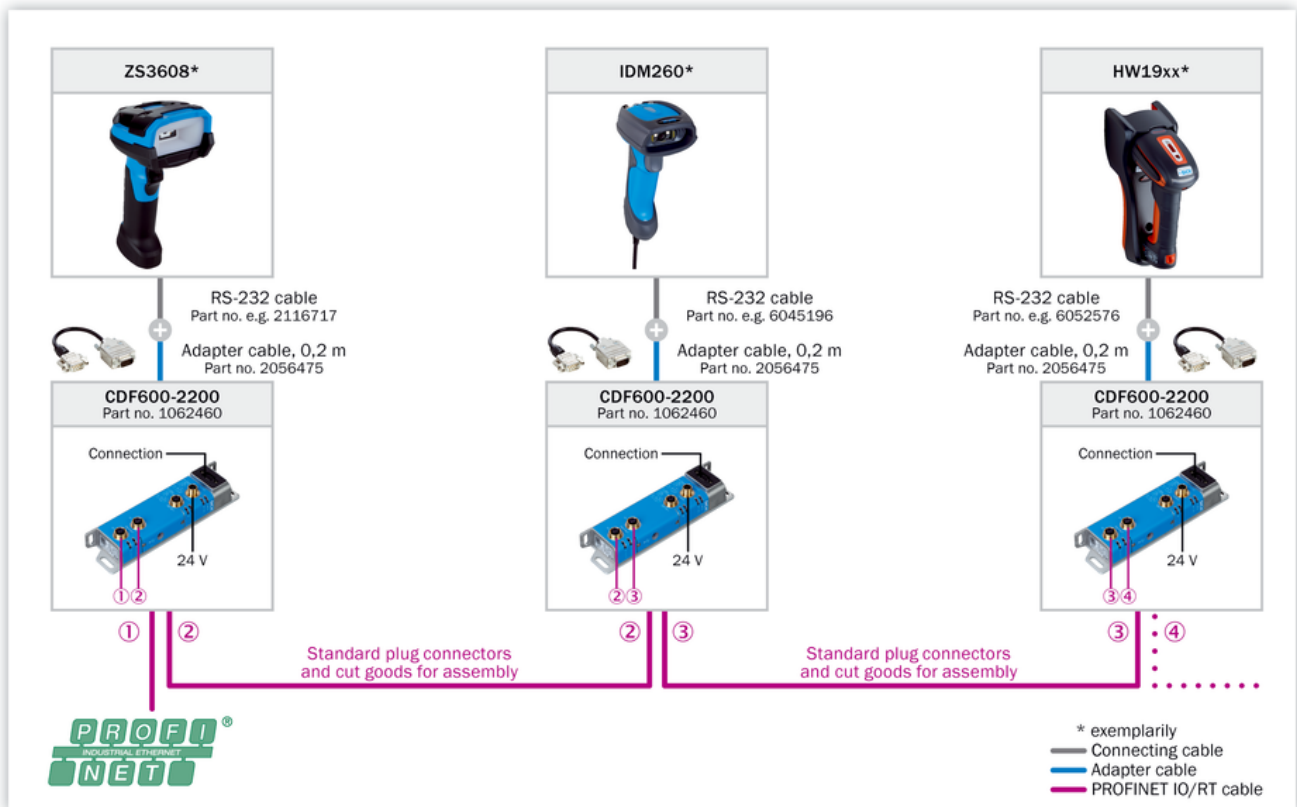 ZS3608*
IDM260*
HW19xx*
RS-232 cable
Part no. e.g. 2116717
Adapter cable, 0,2 m
Part no. 2056475
RS-232 cable
Part no. e.g. 6045196
Adapter cable, 0,2 m
Part no. 2056475
RS-232 cable
Part no. e.g. 6052576
Adapter cable, 0,2 m
Part no. 2056475
CDF600-2200
Part no. 1062460
Connection
24 V
①②
CDF600-2200
Part no. 1062460
Connection
24 V
②③
CDF600-2200
Part no. 1062460
Connection
24 V
③④
① ②
② ③
③ ④
Standard plug connectors
and cut goods for assembly
Standard plug connectors
and cut goods for assembly
PROFI®
INDUSTRIAL ETHERNET
NET
* exemplarily
Connecting cable
Adapter cable
PROFINET IO/RT cable